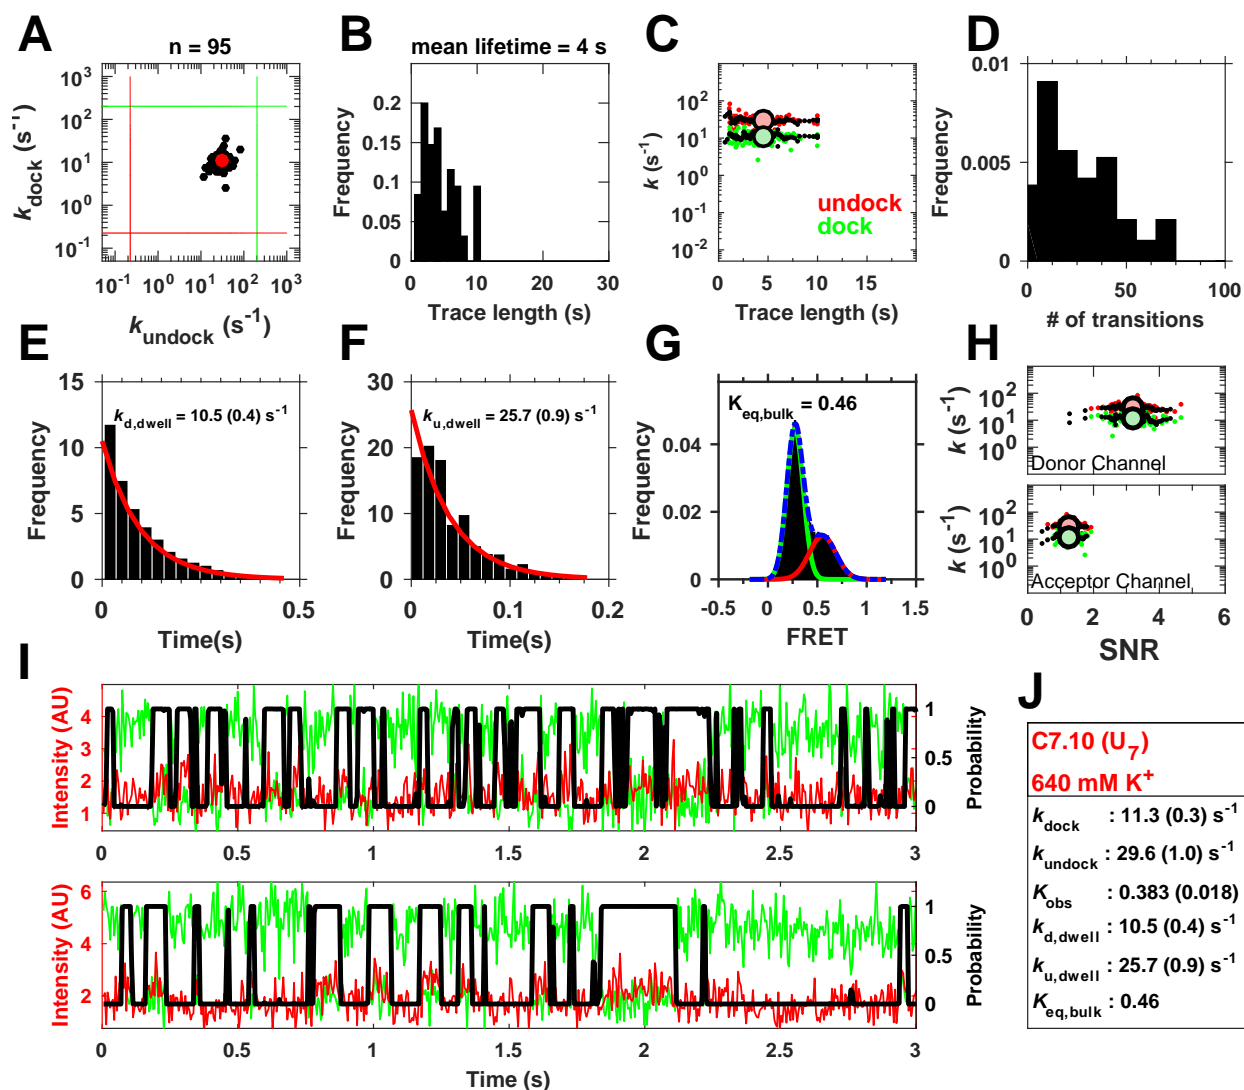 A
n = 95
10³
10²
10¹
10⁰
10⁻¹
k_dock (s⁻¹)
10⁻¹ 10⁰ 10¹ 10² 10³
k_undock (s⁻¹)
B
mean lifetime = 4 s
0.2
0.15
0.1
0.05
0
Frequency
0 10 20 30
Trace length (s)
C
10²
10¹
10⁰
10⁻¹
10⁻²
k (s⁻¹)
undock
dock
0 5 10 15
Trace length (s)
D
0.01
0.005
0
Frequency
0 50 100
# of transitions
E
15
10
5
0
Frequency
k_d,dwell = 10.5 (0.4) s⁻¹
0 0.5
Time(s)
F
30
20
10
0
Frequency
k_u,dwell = 25.7 (0.9) s⁻¹
0 0.1 0.2
Time(s)
G
K_eq,bulk = 0.46
0.04
0.02
0
Frequency
-0.5 0 0.5 1 1.5
FRET
H
10²
10¹
10⁰
k (s⁻¹)
Donor Channel
10²
10¹
10⁰
k (s⁻¹)
Acceptor Channel
0 2 4 6
SNR
I
4
3
2
1
Intensity (AU)
1
0.5
0
Probability
0 0.5 1 1.5 2 2.5 3
6
4
2
Intensity (AU)
1
0.5
0
Probability
0 0.5 1 1.5 2 2.5 3
Time (s)
J
C7.10 (U₇)
640 mM K⁺
k_dock : 11.3 (0.3) s⁻¹
k_undock : 29.6 (1.0) s⁻¹
K_obs : 0.383 (0.018)
k_d,dwell : 10.5 (0.4) s⁻¹
k_u,dwell : 25.7 (0.9) s⁻¹
K_eq,bulk : 0.46